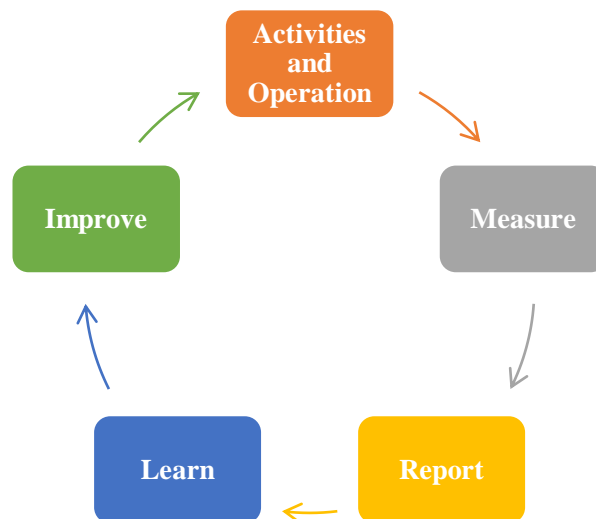 Activities
and
Operation
Improve
Measure
Learn
Report